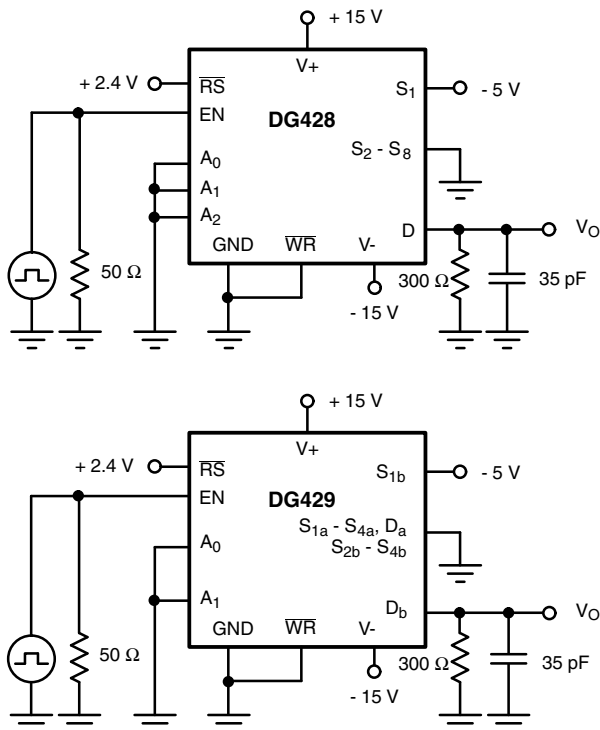 + 15 V
V+
+ 2.4 V
RS
S1
- 5 V
EN
DG428
S2 - S8
A0
A1
A2
GND
WR
V-
D
VO
50 Ω
300 Ω
35 pF
- 15 V
+ 15 V
V+
+ 2.4 V
RS
S1b
- 5 V
EN
DG429
S1a - S4a, Da
S2b - S4b
A0
A1
Db
VO
GND
WR
V-
50 Ω
300 Ω
35 pF
- 15 V